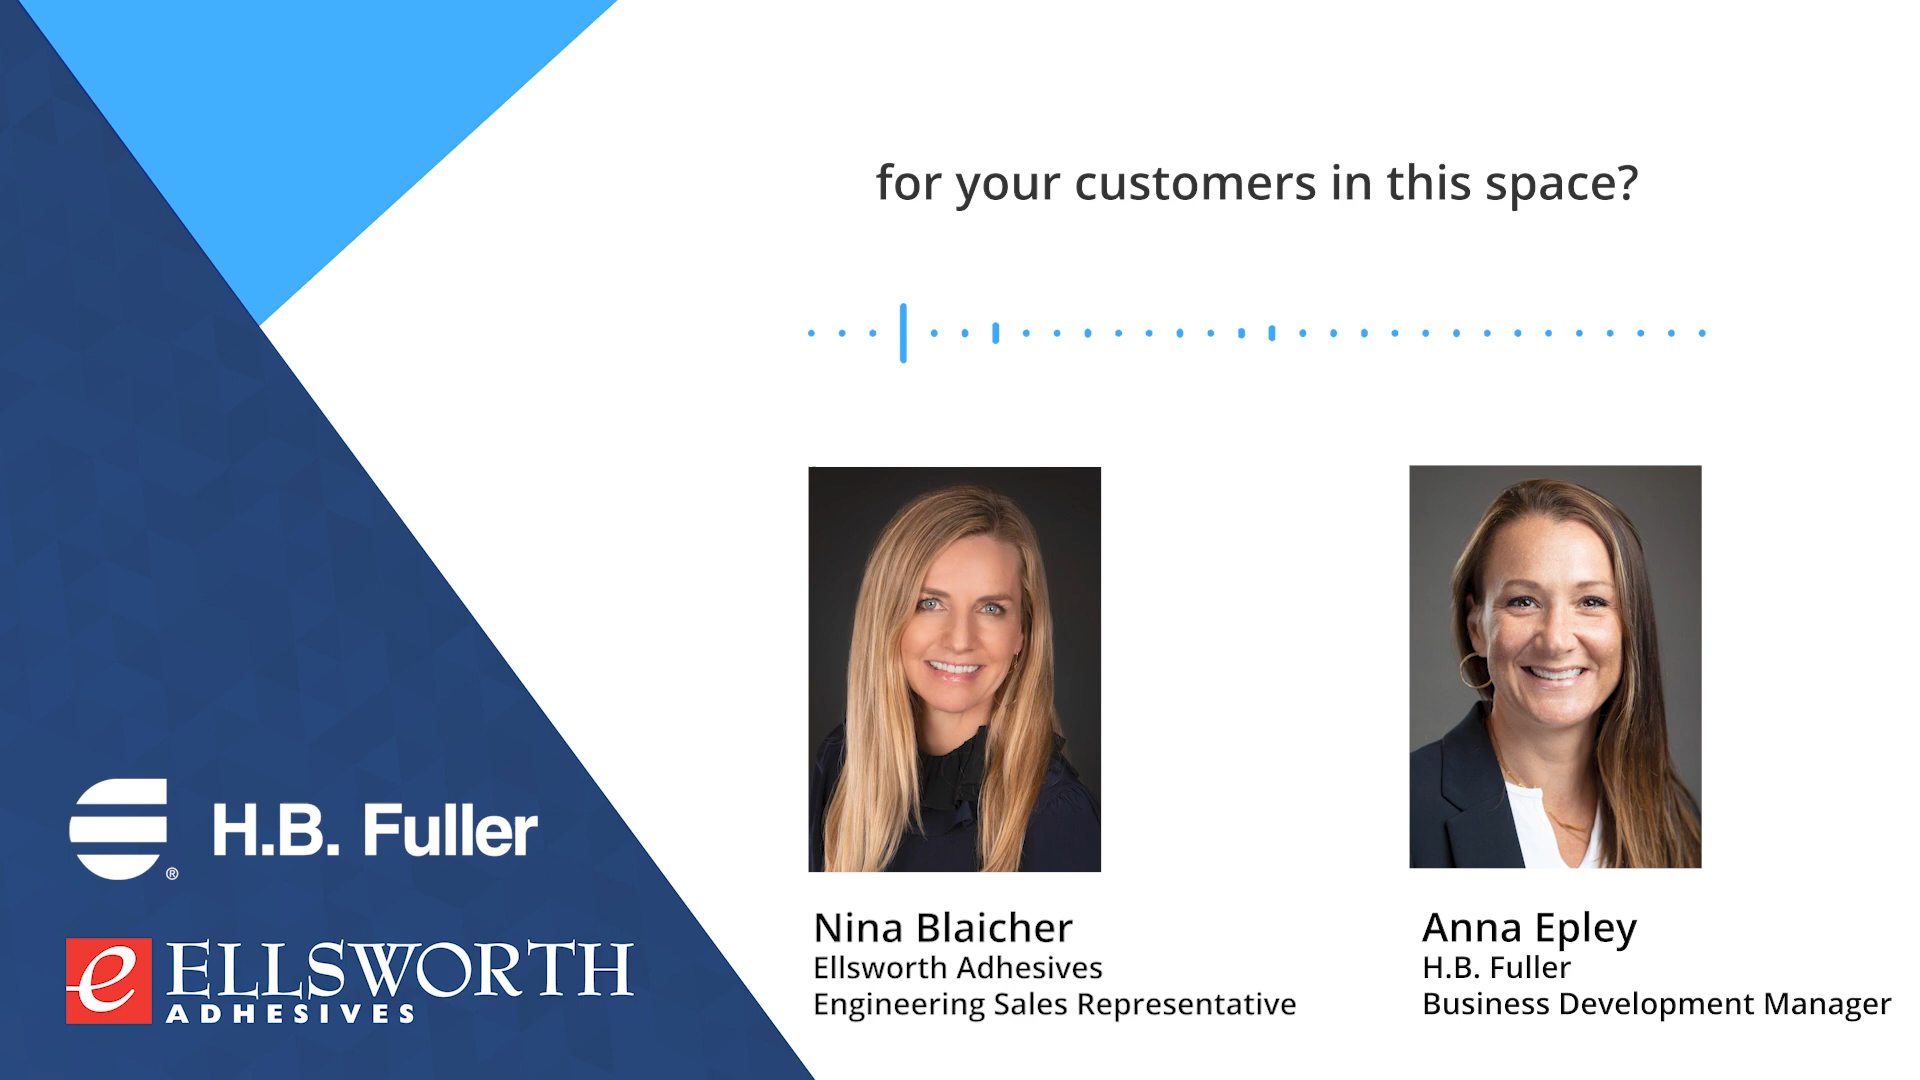 for your customers in this space?
H.B. Fuller
®
e ELLSWORTH
ADHESIVES
Nina Blaicher
Ellsworth Adhesives
Engineering Sales Representative
Anna Epley
H.B. Fuller
Business Development Manager